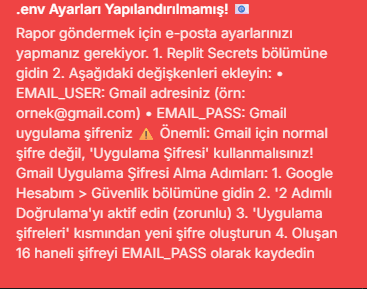 .env Ayarları Yapılandırılmamış! 📧
Rapor göndermek için e-posta ayarlarınızı
yapmanız gerekiyor. 1. Replit Secrets bölümüne
gidin 2. Aşağıdaki değişkenleri ekleyin: •
EMAIL_USER: Gmail adresiniz (örn:
ornek@gmail.com) • EMAIL_PASS: Gmail
uygulama şifreniz ⚠️ Önemli: Gmail için normal
şifre değil, 'Uygulama Şifresi' kullanmalısınız!
Gmail Uygulama Şifresi Alma Adımları: 1. Google
Hesabım > Güvenlik bölümüne gidin 2. '2 Adımlı
Doğrulama'yı aktif edin (zorunlu) 3. 'Uygulama
şifreleri' kısmından yeni şifre oluşturun 4. Oluşan
16 haneli şifreyi EMAIL_PASS olarak kaydedin